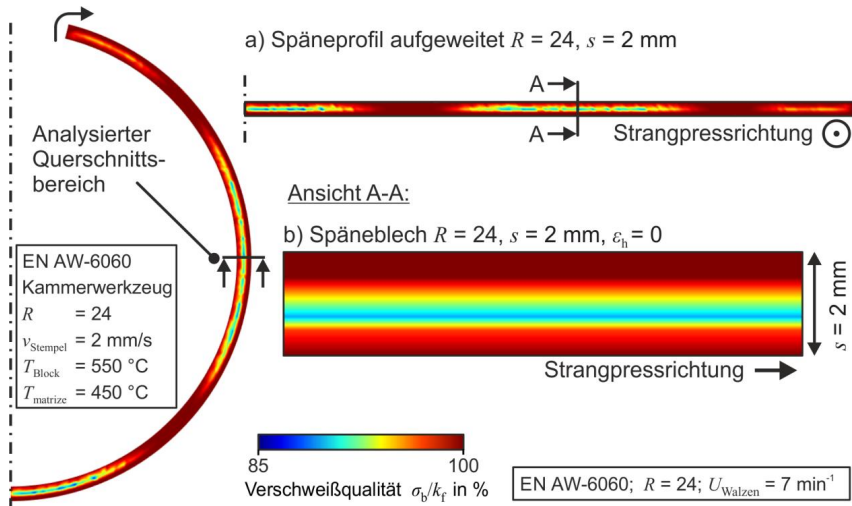 a) Späneprofil aufgeweitet R = 24, s = 2 mm
A
A
Strangpressrichtung
Analysierter
Querschnitts-
bereich
Ansicht A-A:
b) Späneblech R = 24, s = 2 mm, εh = 0
EN AW-6060
Kammerwerkzeug
R = 24
vStempel = 2 mm/s
TBlock = 550 °C
Tmatrize = 450 °C
s = 2 mm
Strangpressrichtung
85
100
Verschweißqualität σb/kf in %
EN AW-6060; R = 24; UWalzen = 7 min⁻¹